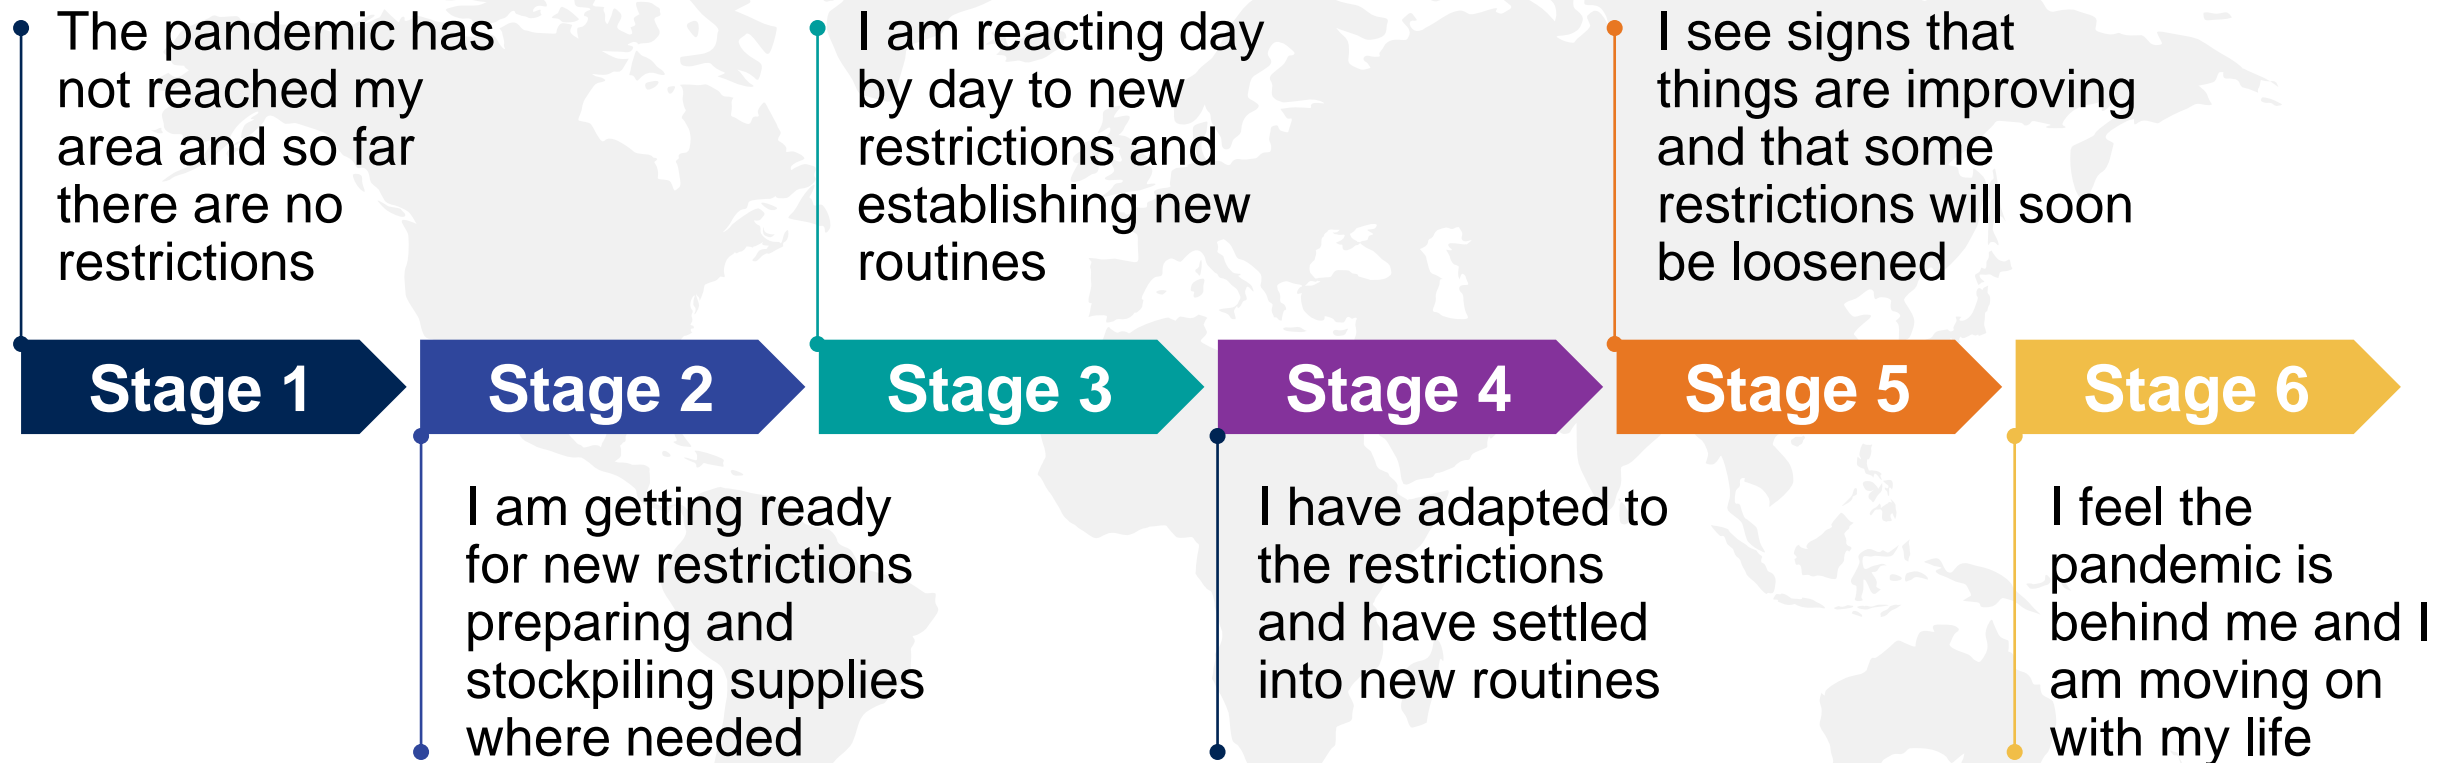 The pandemic has
not reached my
area and so far
there are no
restrictions
I am reacting day
by day to new
restrictions and
establishing new
routines
I see signs that
things are improving
and that some
restrictions will soon
be loosened
Stage 1
Stage 2
Stage 3
Stage 4
Stage 5
Stage 6
I am getting ready
for new restrictions
preparing and
stockpiling supplies
where needed
I have adapted to
the restrictions
and have settled
into new routines
I feel the
pandemic is
behind me and I
am moving on
with my life